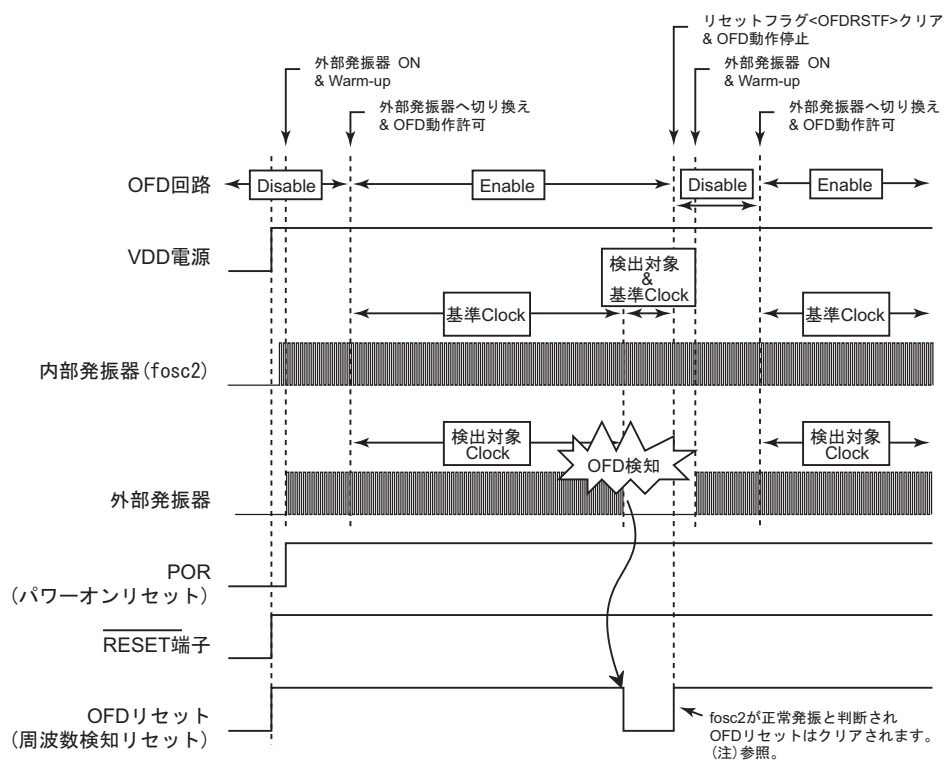 リセットフラグ<OFDRSTF>クリア
& OFD動作停止
外部発振器 ON
& Warm-up
外部発振器 ON
& Warm-up
外部発振器へ切り換え
& OFD動作許可
外部発振器へ切り換え
& OFD動作許可
OFD回路
Disable
Enable
Disable
Enable
VDD電源
検出対象
&
基準Clock
基準Clock
基準Clock
内部発振器(fosc2)
検出対象
Clock
OFD検知
検出対象
Clock
外部発振器
POR
(パワーオンリセット)
RESET端子
OFDリセット
(周波数検知リセット)
fosc2が正常発振と判断され
OFDリセットはクリアされます。
(注)参照。